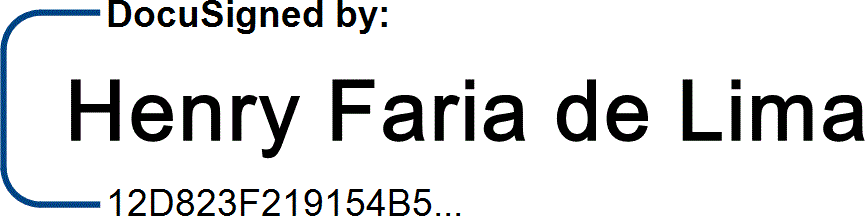 DocuSigned by:
Henry Faria de Lima
12D823F219154B5...